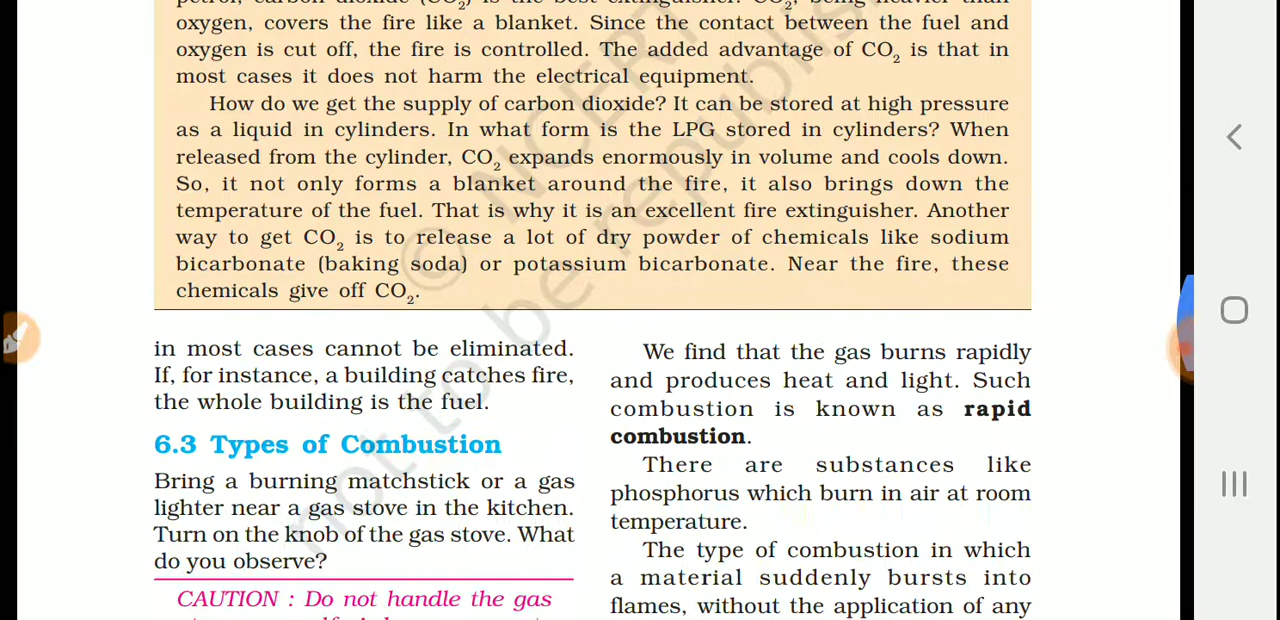 oxygen, covers the fire like a blanket. Since the contact between the fuel and
oxygen is cut off, the fire is controlled. The added advantage of CO₂ is that in
most cases it does not harm the electrical equipment.
How do we get the supply of carbon dioxide? It can be stored at high pressure
as a liquid in cylinders. In what form is the LPG stored in cylinders? When
released from the cylinder, CO₂ expands enormously in volume and cools down.
So, it not only forms a blanket around the fire, it also brings down the
temperature of the fuel. That is why it is an excellent fire extinguisher. Another
way to get CO₂ is to release a lot of dry powder of chemicals like sodium
bicarbonate (baking soda) or potassium bicarbonate. Near the fire, these
chemicals give off CO₂.
in most cases cannot be eliminated.
If, for instance, a building catches fire,
the whole building is the fuel.
6.3 Types of Combustion
Bring a burning matchstick or a gas
lighter near a gas stove in the kitchen.
Turn on the knob of the gas stove. What
do you observe?
CAUTION : Do not handle the gas
We find that the gas burns rapidly
and produces heat and light. Such
combustion is known as rapid
combustion.
There are substances like
phosphorus which burn in air at room
temperature.
The type of combustion in which
a material suddenly bursts into
flames, without the application of any
© NCERT
not to be republis